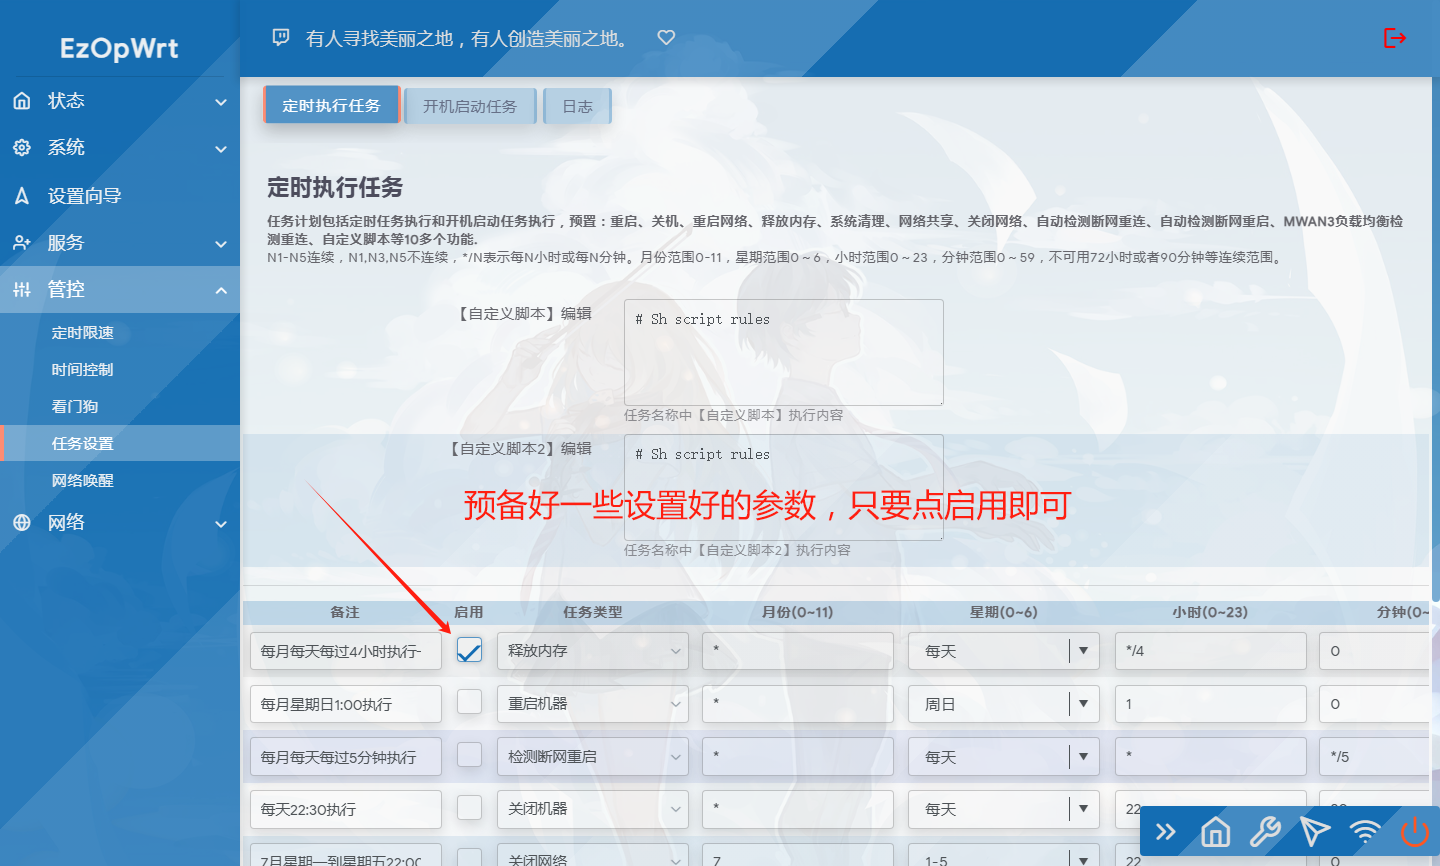 EzOpWrt
有人寻找美丽之地，有人创造美丽之地。
状态
系统
设置向导
服务
管控
定时限速
时间控制
看门狗
任务设置
网络唤醒
网络
定时执行任务 开机启动任务 日志
定时执行任务
任务计划包括定时任务执行和开机启动任务执行，预置：重启、关机、重启网络、释放内存、系统清理、网络共享、关闭网络、自动检测断网重连、自动检测断网重启、MWAN3负载均衡检
测重连、自定义脚本等10多个功能.
N1-N5连续，N1,N3,N5不连续，*/N表示每N小时或每N分钟。月份范围0-11，星期范围0～6，小时范围0～23，分钟范围0～59，不可用72小时或者90分钟等连续范围。
【自定义脚本】编辑
# Sh script rules
任务名称中【自定义脚本】执行内容
【自定义脚本2】编辑
# Sh script rules
预备好一些设置好的参数，只要点启用即可
任务名称中【自定义脚本2】执行内容
备注 启用 任务类型 月份(0~11) 星期(0~6) 小时(0~23) 分钟(0~
每月每天每过4小时执行- 释放内存 * 每天 */4 0
每月星期日1:00执行 重启机器 * 周日 1 0
每月每天每过5分钟执行 检测断网重启 * 每天 * */5
每天22:30执行 关闭机器 * 每天 22
7月星期一到星期五22:00 关闭网络 7 1-5 22 0